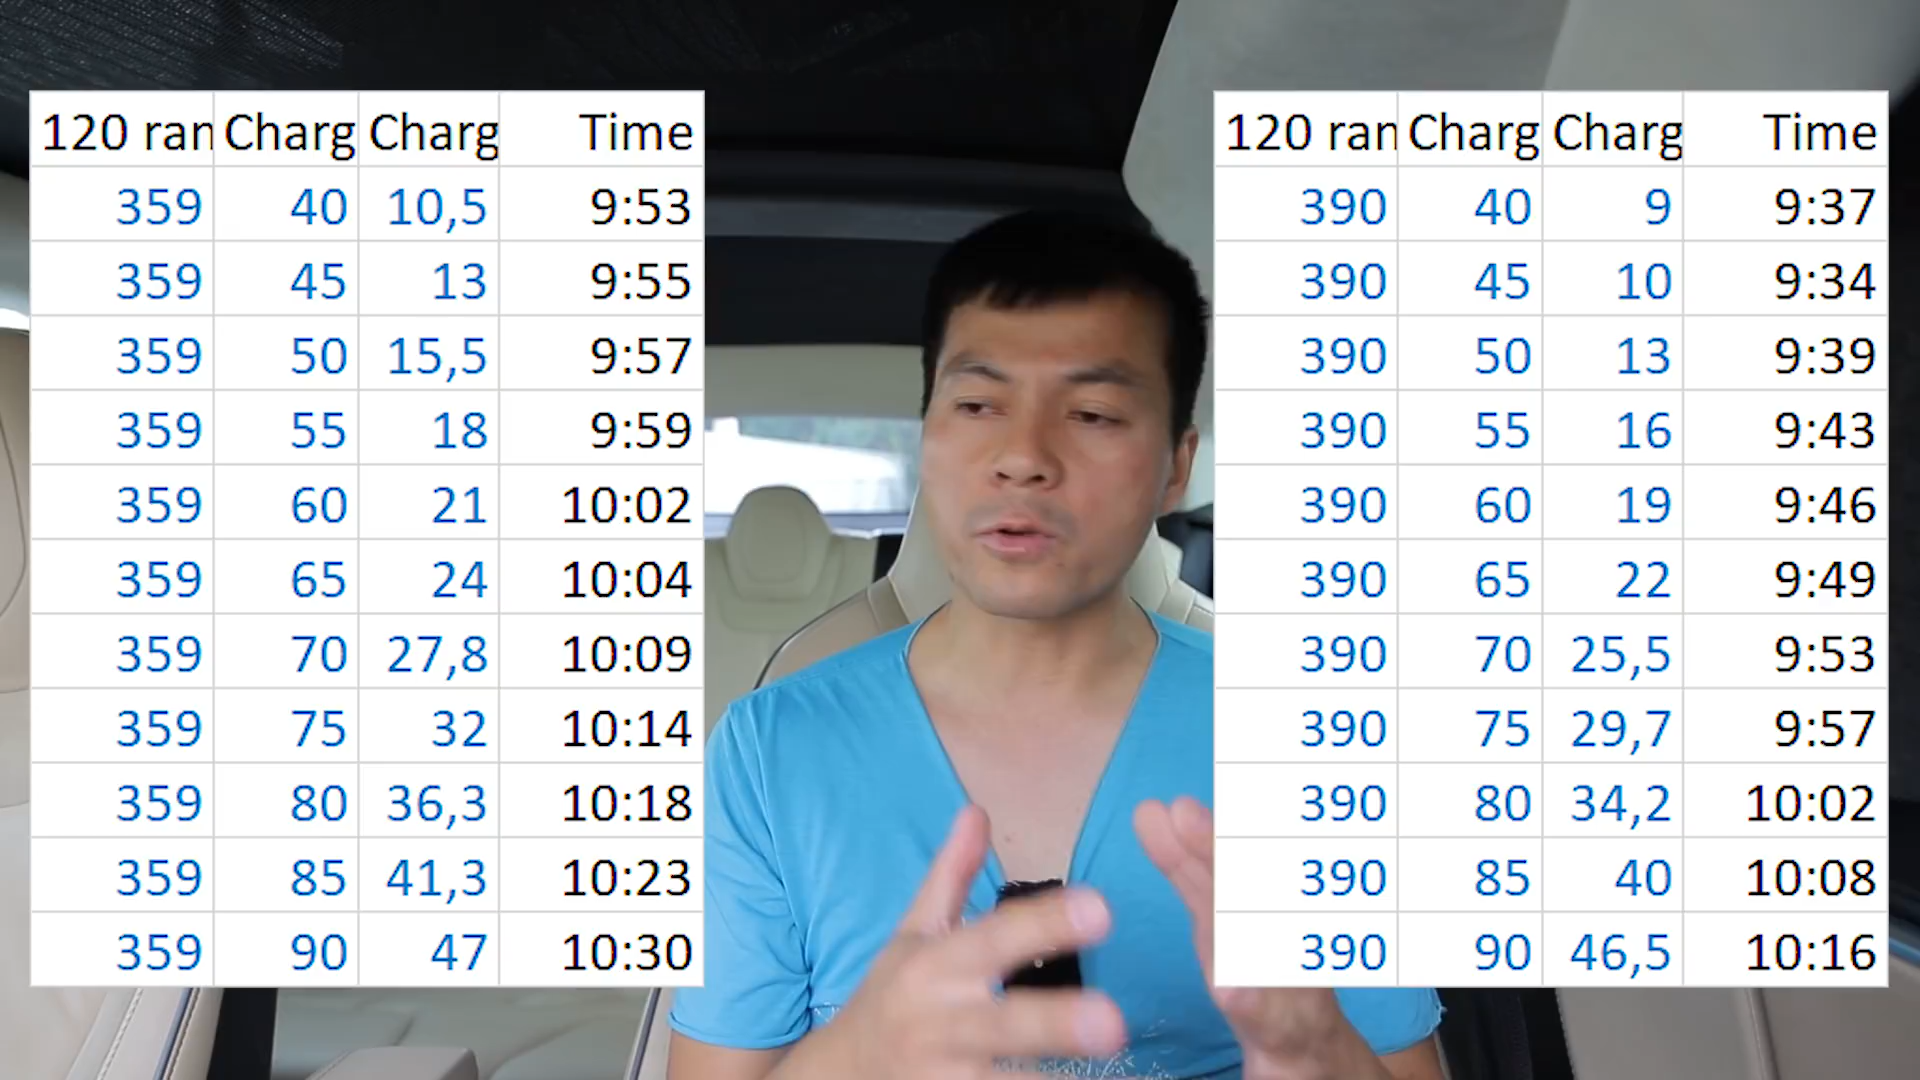 120 ran Charg Charg Time
359 40 10,5 9:53
359 45 13 9:55
359 50 15,5 9:57
359 55 18 9:59
359 60 21 10:02
359 65 24 10:04
359 70 27,8 10:09
359 75 32 10:14
359 80 36,3 10:18
359 85 41,3 10:23
359 90 47 10:30
120 ran Charg Charg Time
390 40 9 9:37
390 45 10 9:34
390 50 13 9:39
390 55 16 9:43
390 60 19 9:46
390 65 22 9:49
390 70 25,5 9:53
390 75 29,7 9:57
390 80 34,2 10:02
390 85 40 10:08
390 90 46,5 10:16